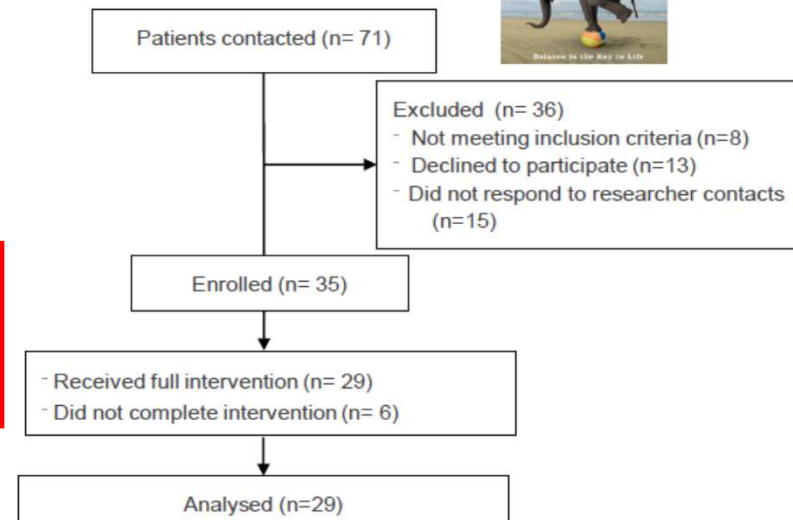 Balance is the Key to Life
Patients contacted (n= 71)
Excluded (n= 36)
- Not meeting inclusion criteria (n=8)
- Declined to participate (n=13)
- Did not respond to researcher contacts
(n=15)
Enrolled (n= 35)
- Received full intervention (n= 29)
- Did not complete intervention (n= 6)
Analysed (n=29)